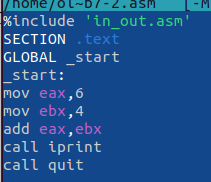 /home/ol~b7-2.asm [-M
%include 'in_out.asm'
SECTION .text
GLOBAL _start
_start:
mov eax,6
mov ebx,4
add eax,ebx
call iprint
call quit